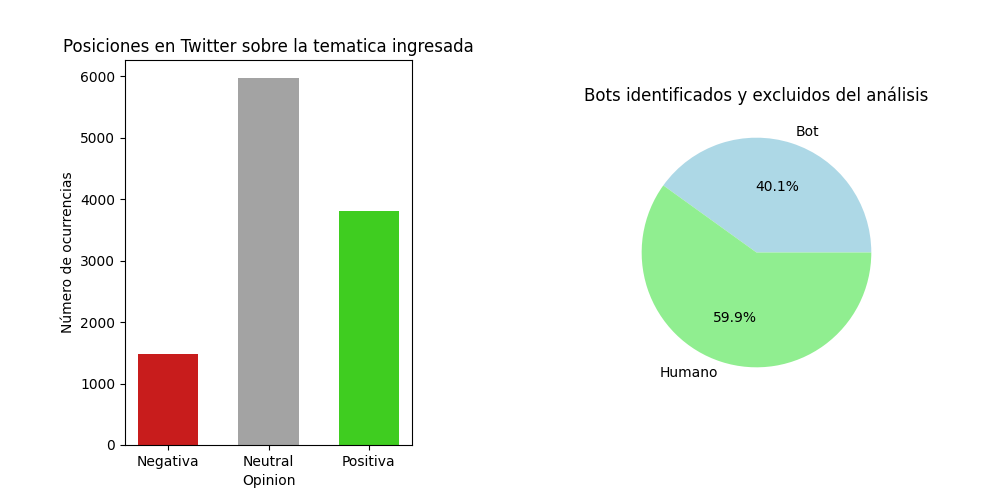 Posiciones en Twitter sobre la tematica ingresada
Número de ocurrencias
6000
5000
4000
3000
2000
1000
0
Negativa
Neutral
Positiva
Opinion
Bots identificados y excluidos del análisis
Bot
40.1%
59.9%
Humano